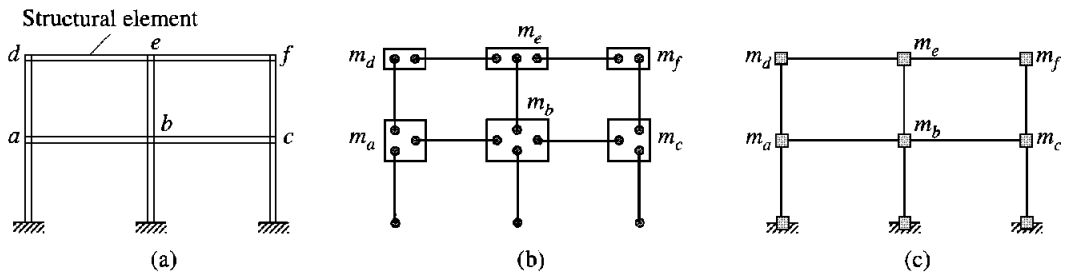 Structural element
d e f
a b c
(a)
m_d m_e m_f
m_a m_b m_c
(b)
m_d m_e m_f
m_a m_b m_c
(c)